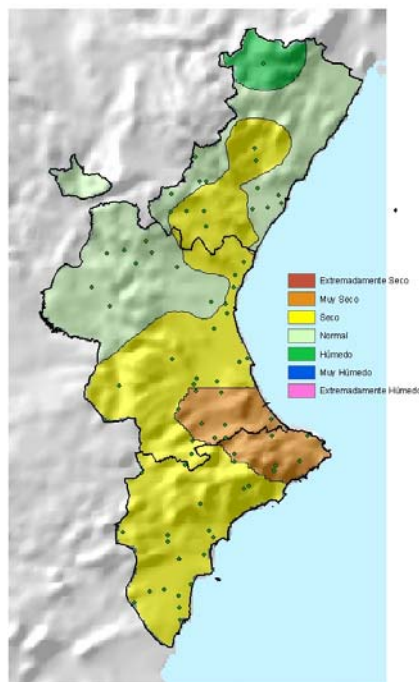 Extremadamente Seco
Muy Seco
Seco
Normal
Húmedo
Muy Húmedo
Extremadamente Húmedo